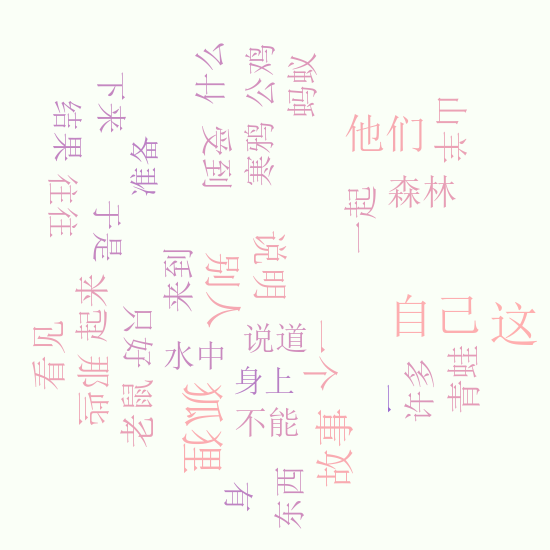 什么
公鸡
蚂蚁
下来
结果
准备
受到
寒鸦
他们
山羊
森林
往往
于是
一起
来到
别人
说明
起来
只好
看见
那些
水中
说道
自己
这
一个
身上
狐狸
老鼠
不能
故事
一
许多
青蛙
有
东西